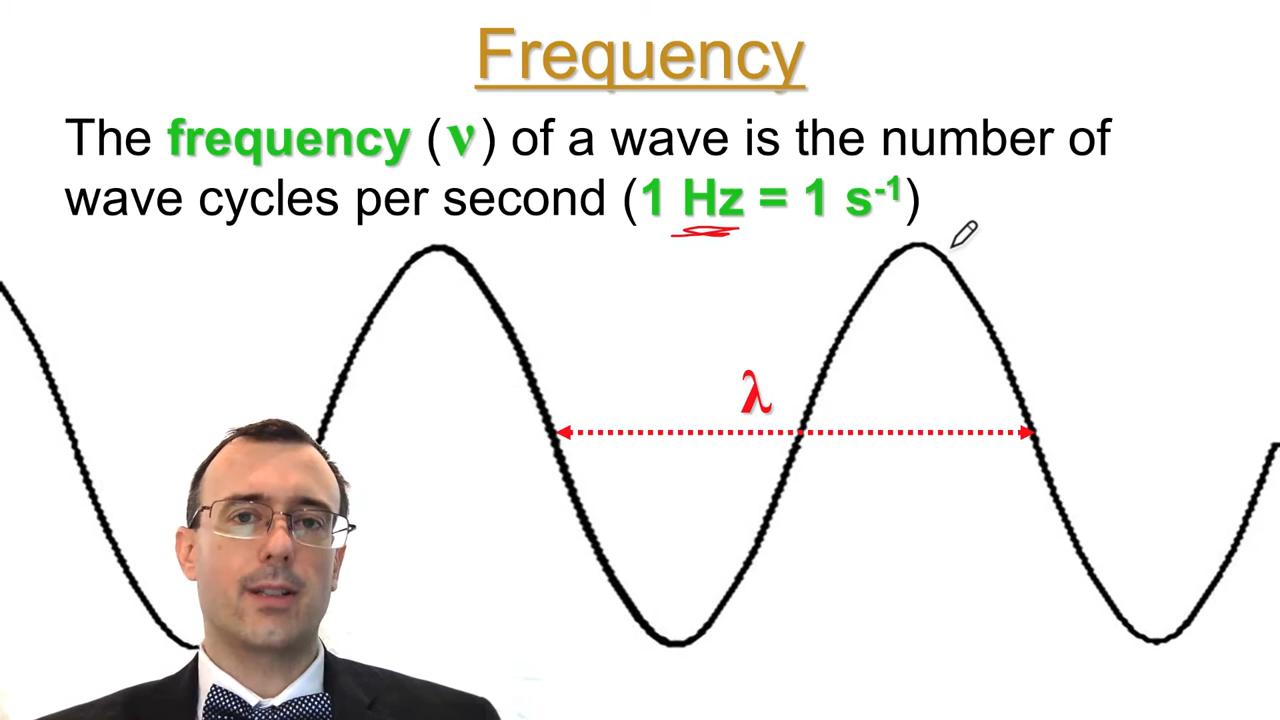 Frequency
The frequency (ν) of a wave is the number of
wave cycles per second (1 Hz = 1 s⁻¹)
λ